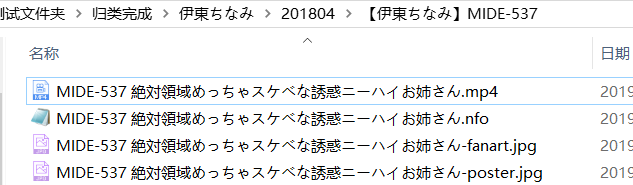 测试文件夹 > 归类完成 > 伊東ちなみ > 201804 > 【伊東ちなみ】MIDE-537
名称 日期
MIDE-537 絶対領域めっちゃスケベな誘惑ニーハイお姉さん.mp4 2019
MIDE-537 絶対領域めっちゃスケベな誘惑ニーハイお姉さん.nfo 2019
MIDE-537 絶対領域めっちゃスケベな誘惑ニーハイお姉さん-fanart.jpg 2019
MIDE-537 絶対領域めっちゃスケベな誘惑ニーハイお姉さん-poster.jpg 2019